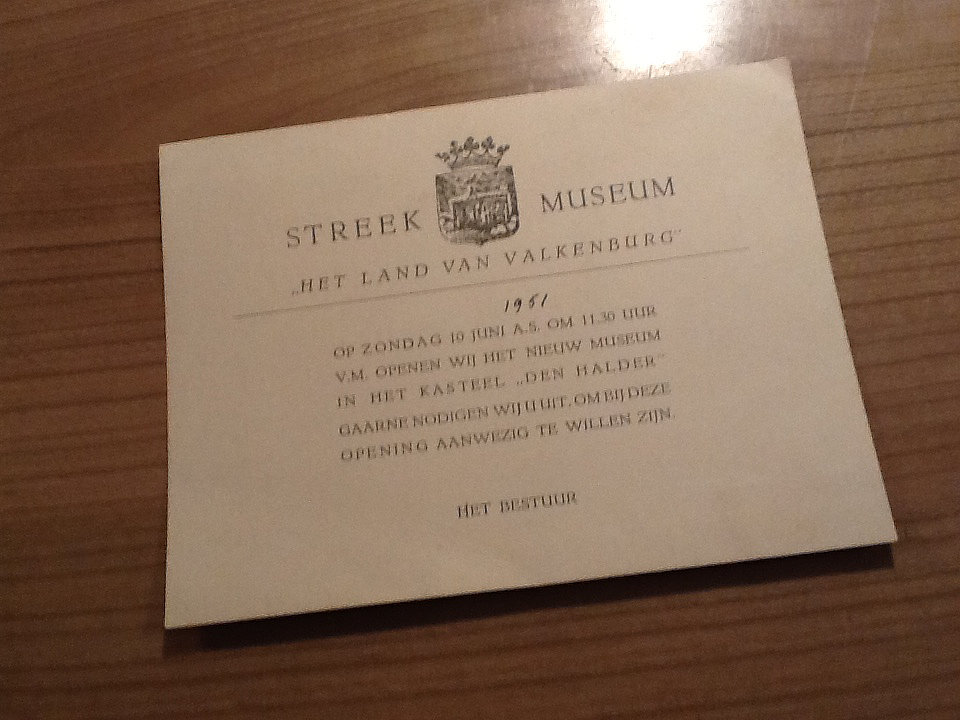 STREEK MUSEUM
„HET LAND VAN VALKENBURG”
1951
OP ZONDAG 10 JUNI A.S. OM 11.30 UUR
V.M. OPENEN WIJ HET NIEUW MUSEUM
IN HET KASTEEL „DEN HALDER”
GAARNE NODIGEN WIJ U UIT, OM BIJ DEZE
OPENING AANWEZIG TE WILLEN ZIJN.
HET BESTUUR